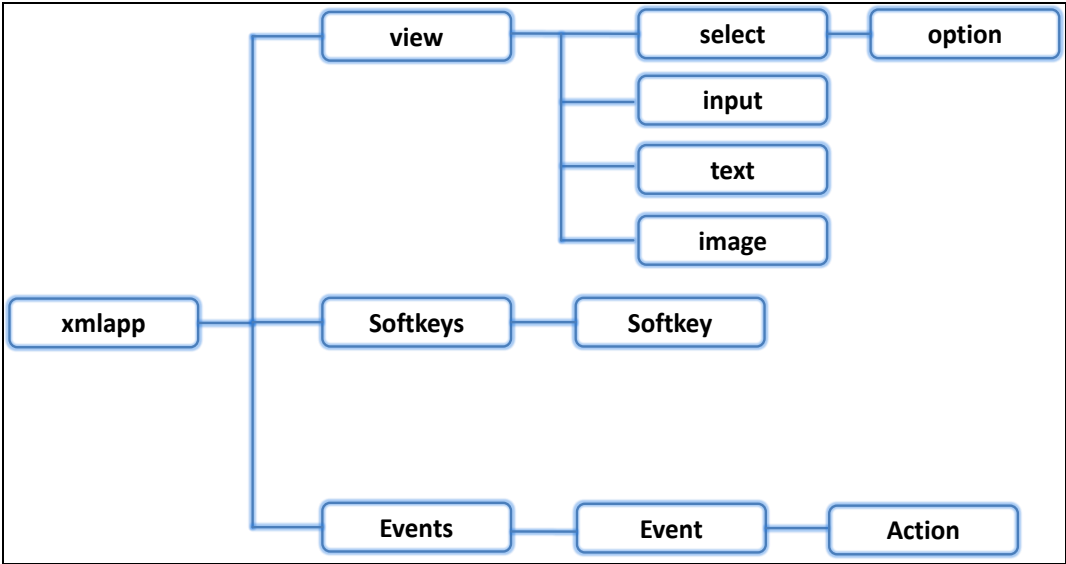 view
select
option
input
text
image
xmlapp
Softkeys
Softkey
Events
Event
Action